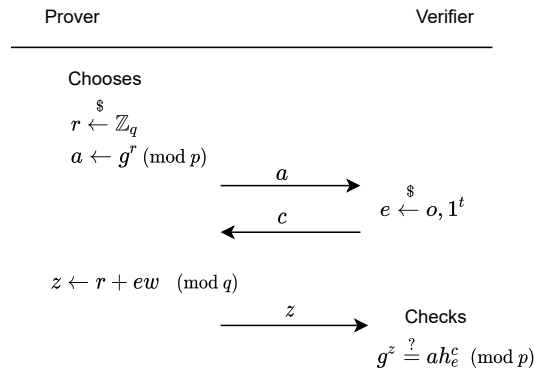 Prover Verifier
Chooses
r $← ℤ_q
a ← g^r (mod p)
a
e $← o, 1^t
c
z ← r + ew (mod q)
z
Checks
g^z ?= ah_e^c (mod p)